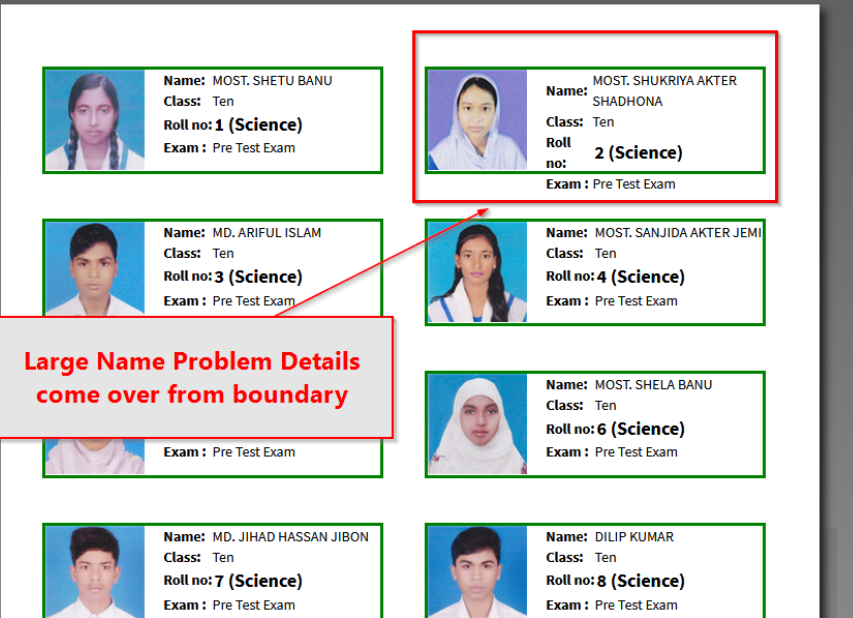 Name: MOST. SHETU BANU
Class: Ten
Roll no: 1 (Science)
Exam : Pre Test Exam
Name: MOST. SHUKRIYA AKTER
SHADHONA
Class: Ten
Roll
no: 2 (Science)
Exam : Pre Test Exam
Name: MD. ARIFUL ISLAM
Class: Ten
Roll no: 3 (Science)
Exam : Pre Test Exam
Name: MOST. SANJIDA AKTER JEMI
Class: Ten
Roll no: 4 (Science)
Exam : Pre Test Exam
Large Name Problem Details
come over from boundary
Exam : Pre Test Exam
Name: MOST. SHELA BANU
Class: Ten
Roll no: 6 (Science)
Exam : Pre Test Exam
Name: MD. JIHAD HASSAN JIBON
Class: Ten
Roll no: 7 (Science)
Exam : Pre Test Exam
Name: DILIP KUMAR
Class: Ten
Roll no: 8 (Science)
Exam : Pre Test Exam